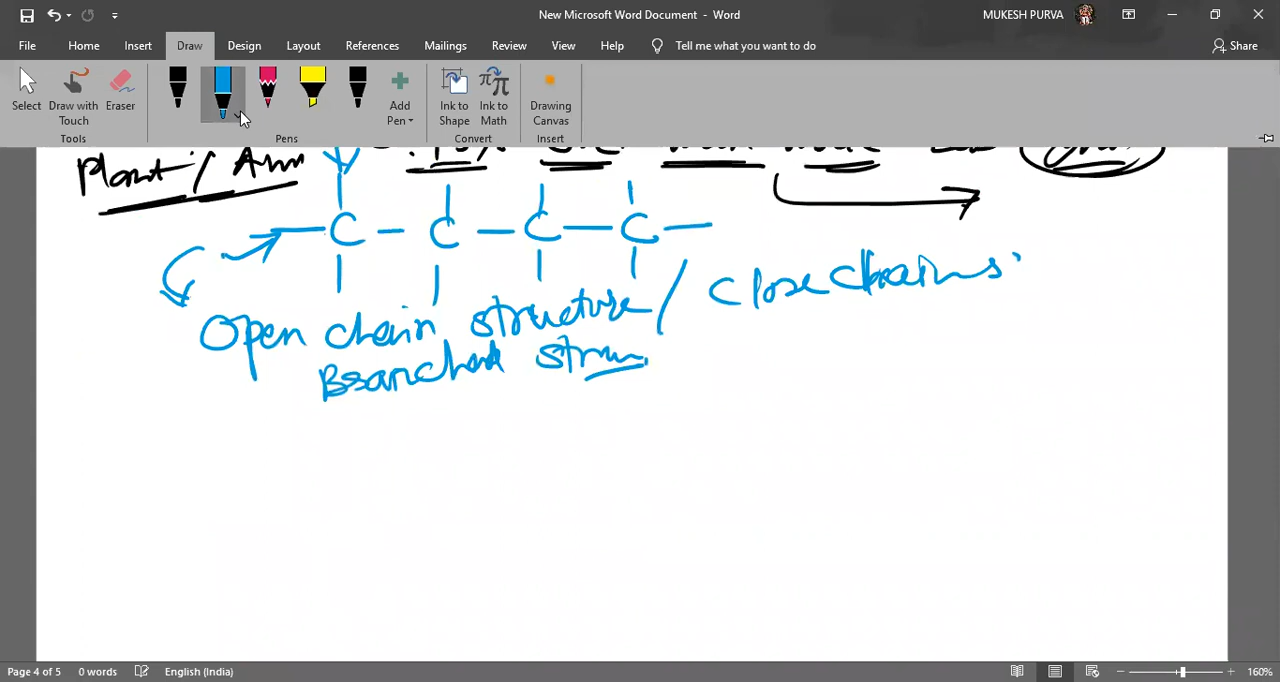 New Microsoft Word Document - Word
MUKESH PURVA
File Home Insert Draw Design Layout References Mailings Review View Help Tell me what you want to do Share
Select Draw with Touch Eraser Add Pen Ink to Shape Ink to Math Drawing Canvas
Tools Pens Convert Insert
Plant / Anm
C - C - C - C -
Open chain structure / close chains
Branched struu
Page 4 of 5 0 words English (India) 160%